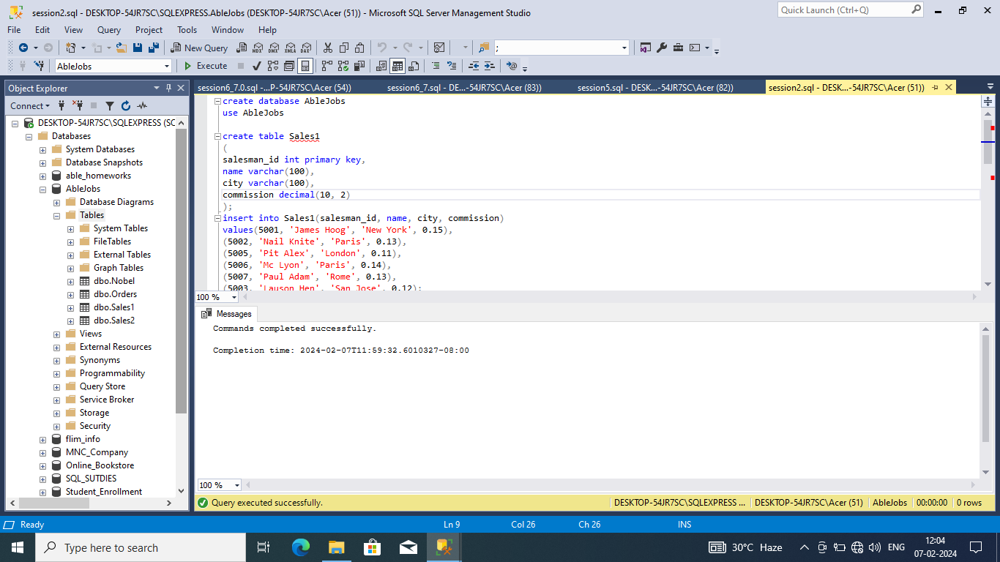 session2.sql - DESKTOP-54JR7SC\SQLEXPRESS.AbleJobs (DESKTOP-54JR7SC\Acer (51)) - Microsoft SQL Server Management Studio
Quick Launch (Ctrl+Q)
File Edit View Query Project Tools Window Help
New Query MDX DMX XMLA DAX ;
AbleJobs Execute
Object Explorer
Connect
DESKTOP-54JR7SC\SQLEXPRESS (SC
Databases
System Databases
Database Snapshots
able_homeworks
AbleJobs
Database Diagrams
Tables
System Tables
FileTables
External Tables
Graph Tables
dbo.Nobel
dbo.Orders
dbo.Sales1
dbo.Sales2
Views
External Resources
Synonyms
Programmability
Query Store
Service Broker
Storage
Security
flim_info
MNC_Company
Online_Bookstore
SQL_SUTDIES
Student_Enrollment
session6_7.0.sql -...P-54JR7SC\Acer (54)) session6_7.sql - DE...-54JR7SC\Acer (83)) session5.sql - DESK...-54JR7SC\Acer (82)) session2.sql - DESK...-54JR7SC\Acer (51))
create database AbleJobs
use AbleJobs
create table Sales1
(
salesman_id int primary key,
name varchar(100),
city varchar(100),
commission decimal(10, 2)
);
insert into Sales1(salesman_id, name, city, commission)
values(5001, 'James Hoog', 'New York', 0.15),
(5002, 'Nail Knite', 'Paris', 0.13),
(5005, 'Pit Alex', 'London', 0.11),
(5006, 'Mc Lyon', 'Paris', 0.14),
(5007, 'Paul Adam', 'Rome', 0.13),
(5003, 'Lauson Hen', 'San Jose', 0.12);
100 %
Messages
Commands completed successfully.
Completion time: 2024-02-07T11:59:32.6010327-08:00
100 %
Query executed successfully. DESKTOP-54JR7SC\SQLEXPRESS ... DESKTOP-54JR7SC\Acer (51) AbleJobs 00:00:00 0 rows
Ready Ln 9 Col 26 Ch 26 INS
Type here to search 30°C Haze ENG 12:04
07-02-2024